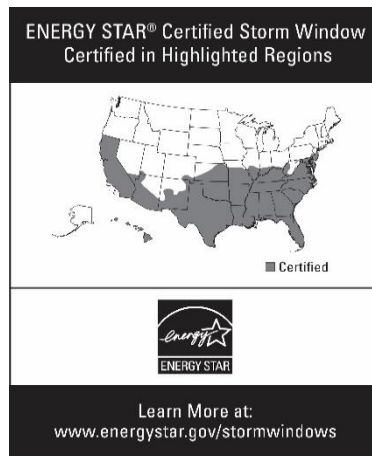 ENERGY STAR® Certified Storm Window
Certified in Highlighted Regions
Certified
energy
ENERGY STAR
Learn More at:
www.energystar.gov/stormwindows